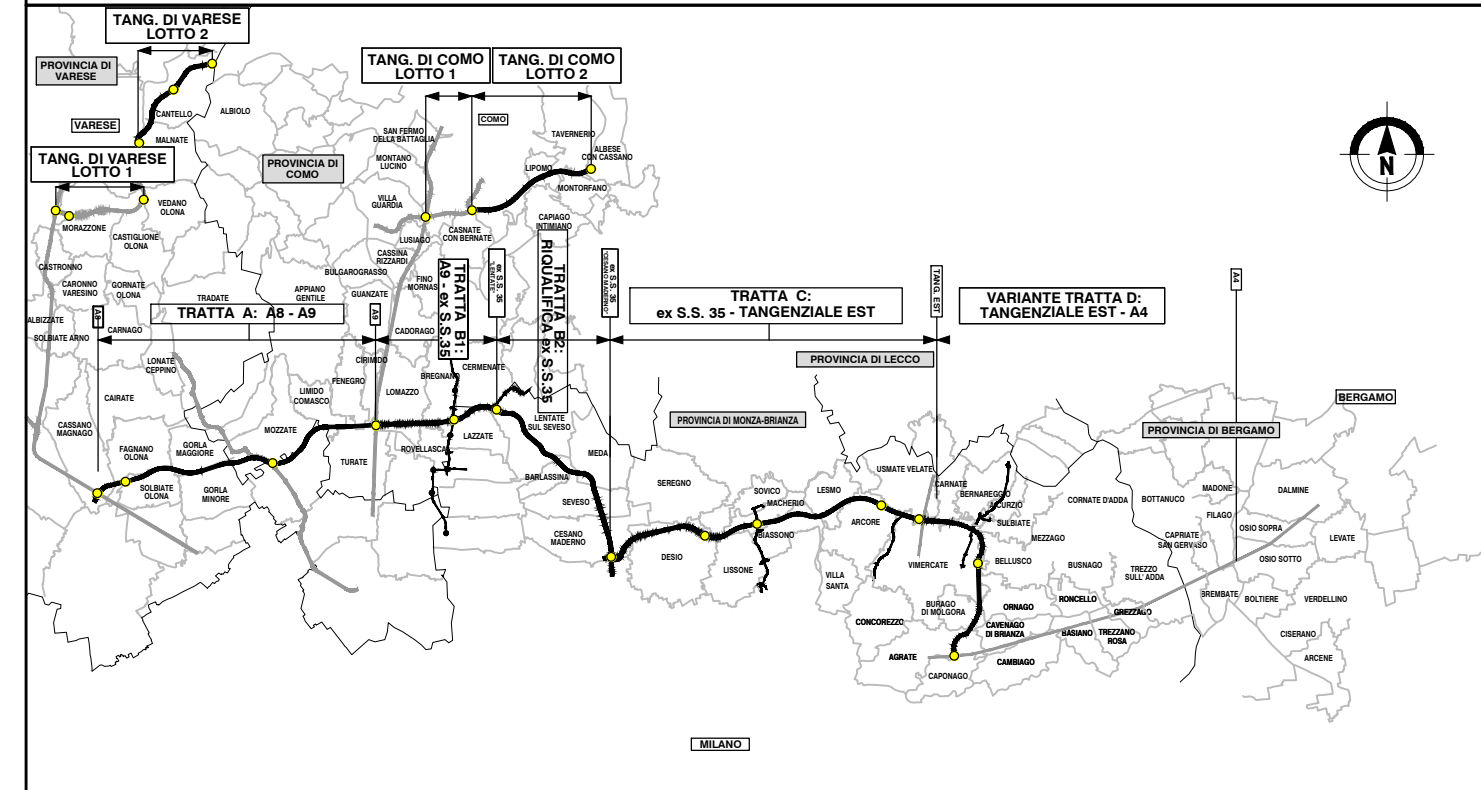 TANG. DI VARESE
LOTTO 2
PROVINCIA DI
VARESE
CANTELLO
ALBIOLO
VARESE
MALNATE
TANG. DI VARESE
LOTTO 1
VEDANO
OLONA
MORAZZONE
CASTIGLIONE
OLONA
PROVINCIA DI
COMO
TANG. DI COMO
LOTTO 1
TANG. DI COMO
LOTTO 2
COMO
SAN FERMO
DELLA BATTAGLIA
MONTANO
LUCINO
VILLA
GUARDIA
TAVERNERIO
ALBESE
CON CASSANO
LIPOMO
MONTORFANO
CAPIAGO
INTIMIANO
CASNATE
CON BERNATE
LUSIAGO
CASSINA
RIZZARDI
BULGAROGRASSO
FINO
MORNAS
CASTRONNO
CARONNO
VARESINO
GORNATE
OLONA
TRADATE
APPIANO
GENTILE
GUANZATE
CADORAGO
ALBIZZATE
SOLBIATE ARNO
CARNAGO
A8
TRATTA A: A8 - A9
A9
TRATTA B1:
A9 - ex S.S.35
ex S.S. 35
"LENTATE"
TRATTA B2:
RIQUALIFICA ex S.S.35
ex S.S. 35
"CESANO MADERNO"
TRATTA C:
ex S.S. 35 - TANGENZIALE EST
TANG. EST
VARIANTE TRATTA D:
TANGENZIALE EST - A4
A4
N
PROVINCIA DI LECCO
PROVINCIA DI MONZA-BRIANZA
PROVINCIA DI BERGAMO
BERGAMO
LONATE
CEPPINO
CAIRATE
CASSANO
MAGNAGO
FAGNANO
OLONA
GORLA
MAGGIORE
SOLBIATE
OLONA
GORLA
MINORE
MOZZATE
LIMIDO
COMASCO
FENEGRO
CIRIMIDO
LOMAZZO
BREGNANO
CERMENATE
TURATE
ROVELLASCA
LAZZATE
LENTATE
SUL SEVESO
MEDA
BARLASSINA
SEVESO
CESANO
MADERNO
SEREGNO
DESIO
LISSONE
SOVICO
MACHERIO
BIASSONO
LESMO
ARCORE
VILLA
SANTA
USMATE VELATE
CARNATE
BERNAREGGIO
AICURZIO
SULBIATE
MEZZAGO
CORNATE D'ADDA
VIMERCATE
BELLUSCO
BUSNAGO
TREZZO
SULL' ADDA
BOTTANUCO
CAPRIATE
SAN GERVASO
MADONE
FILAGO
DALMINE
OSIO SOPRA
OSIO SOTTO
LEVATE
BREMBATE
BOLTIERE
VERDELLINO
CISERANO
ARCENE
BURAGO
DI MOLGORA
ORNAGO
RONCELLO
GREZZAGO
CONCOREZZO
CAVENAGO
DI BRIANZA
BASIANO
TREZZANO
ROSA
AGRATE
CAMBIAGO
CAPONAGO
MILANO